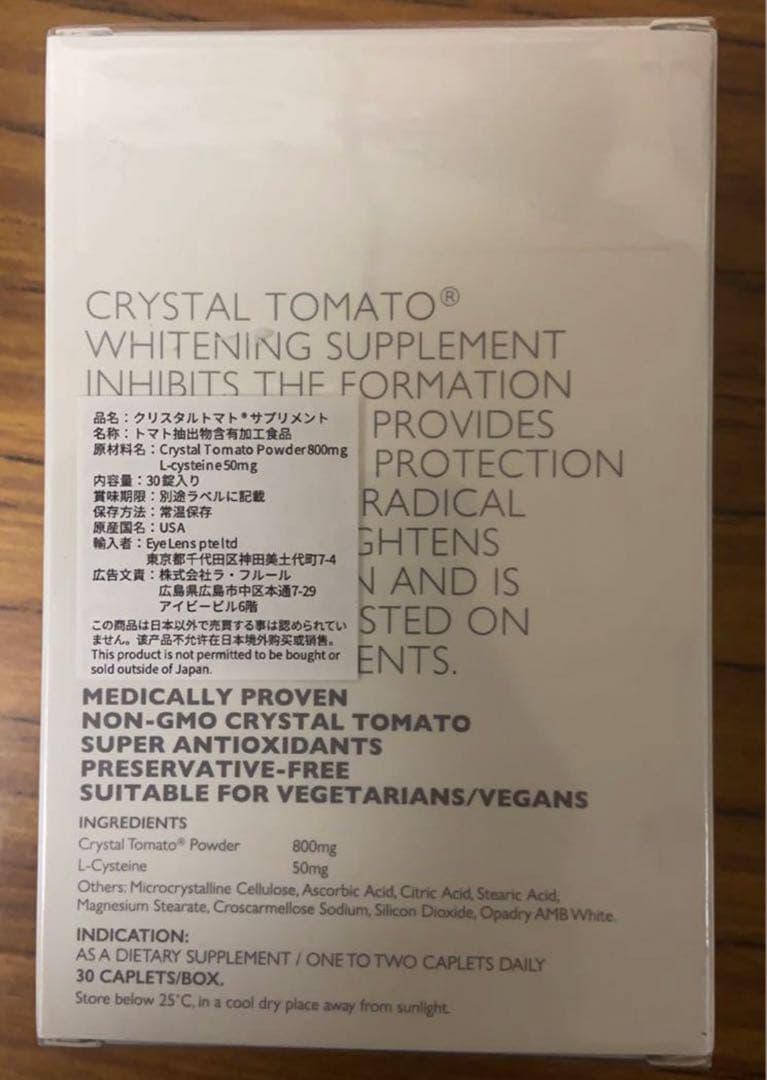 CRYSTAL TOMATO®
WHITENING SUPPLEMENT
INHIBITS THE FORMATION
PROVIDES
PROTECTION
RADICAL
GHTENS
N AND IS
STED ON
ENTS.
品名：クリスタルトマト®サプリメント
名称：トマト抽出物含有加工食品
原材料名：Crystal Tomato Powder800mg
L-cysteine50mg
内容量：30錠入り
賞味期限：別途ラベルに記載
保存方法：常温保存
原産国名：USA
輸入者：EyeLens pte ltd
東京都千代田区神田美土代町7-4
広告文責：株式会社ラ・フルール
広島県広島市中区本通7-29
アイビービル6階
この商品は日本以外で売買する事は認められてい
ません。该产品不允许在日本境外购买或销售。
This product is not permitted to be bought or
sold outside of Japan.
MEDICALLY PROVEN
NON-GMO CRYSTAL TOMATO
SUPER ANTIOXIDANTS
PRESERVATIVE-FREE
SUITABLE FOR VEGETARIANS/VEGANS
INGREDIENTS
Crystal Tomato® Powder 800mg
L-Cysteine 50mg
Others: Microcrystalline Cellulose, Ascorbic Acid, Citric Acid, Stearic Acid,
Magnesium Stearate, Croscarmellose Sodium, Silicon Dioxide, Opadry AMB White.
INDICATION:
AS A DIETARY SUPPLEMENT / ONE TO TWO CAPLETS DAILY
30 CAPLETS/BOX.
Store below 25°C, in a cool dry place away from sunlight.